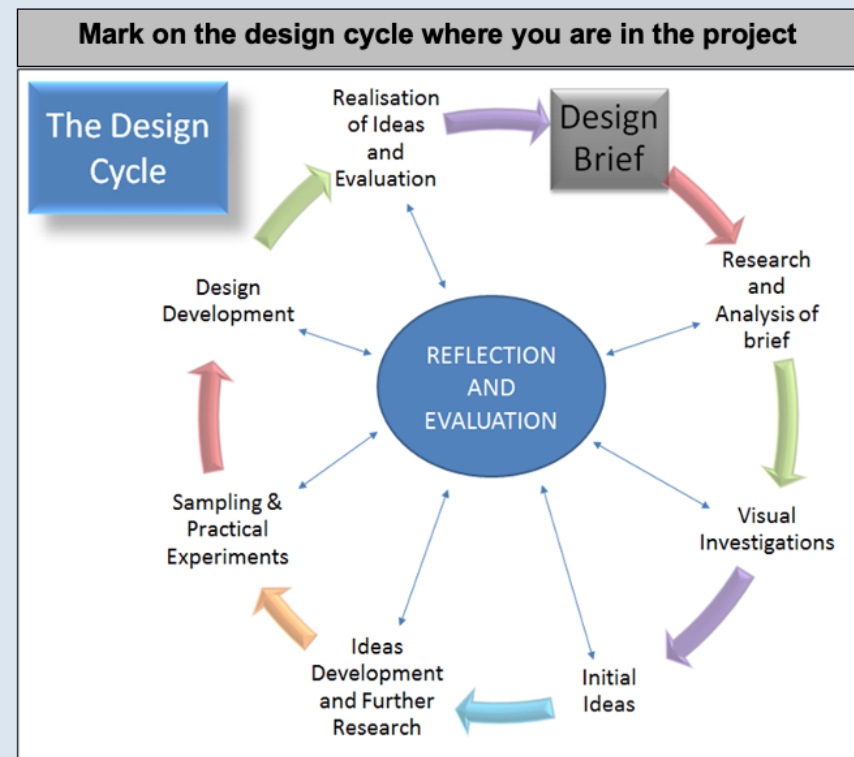 Mark on the design cycle where you are in the project
The Design
Cycle
Realisation
of Ideas
and
Evaluation
Design
Brief
Research
and
Analysis of
brief
Visual
Investigations
Initial
Ideas
Ideas
Development
and Further
Research
Sampling &
Practical
Experiments
Design
Development
REFLECTION
AND
EVALUATION